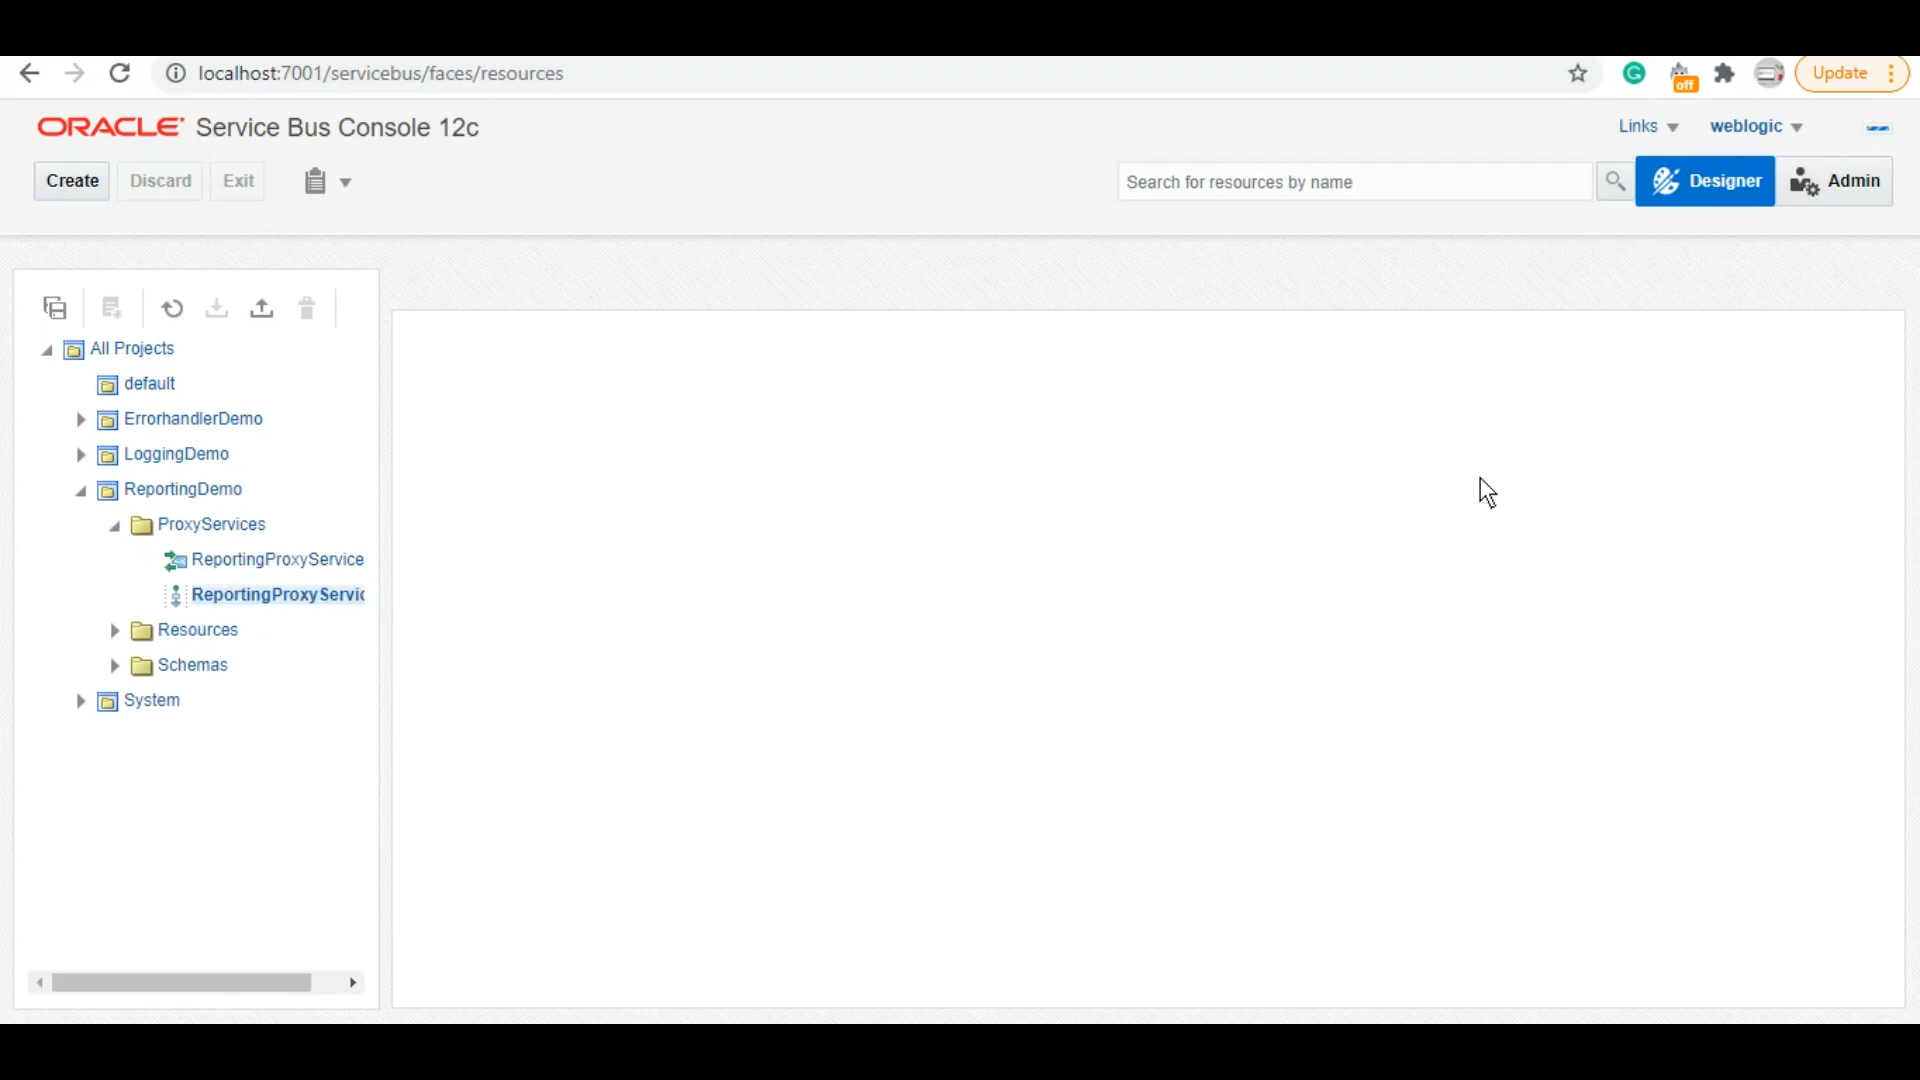 localhost:7001/servicebus/faces/resources
off
Update
ORACLE Service Bus Console 12c
Links
weblogic
Create
Discard
Exit
Search for resources by name
Designer
Admin
All Projects
default
ErrorhandlerDemo
LoggingDemo
ReportingDemo
ProxyServices
ReportingProxyService
ReportingProxyServic
Resources
Schemas
System